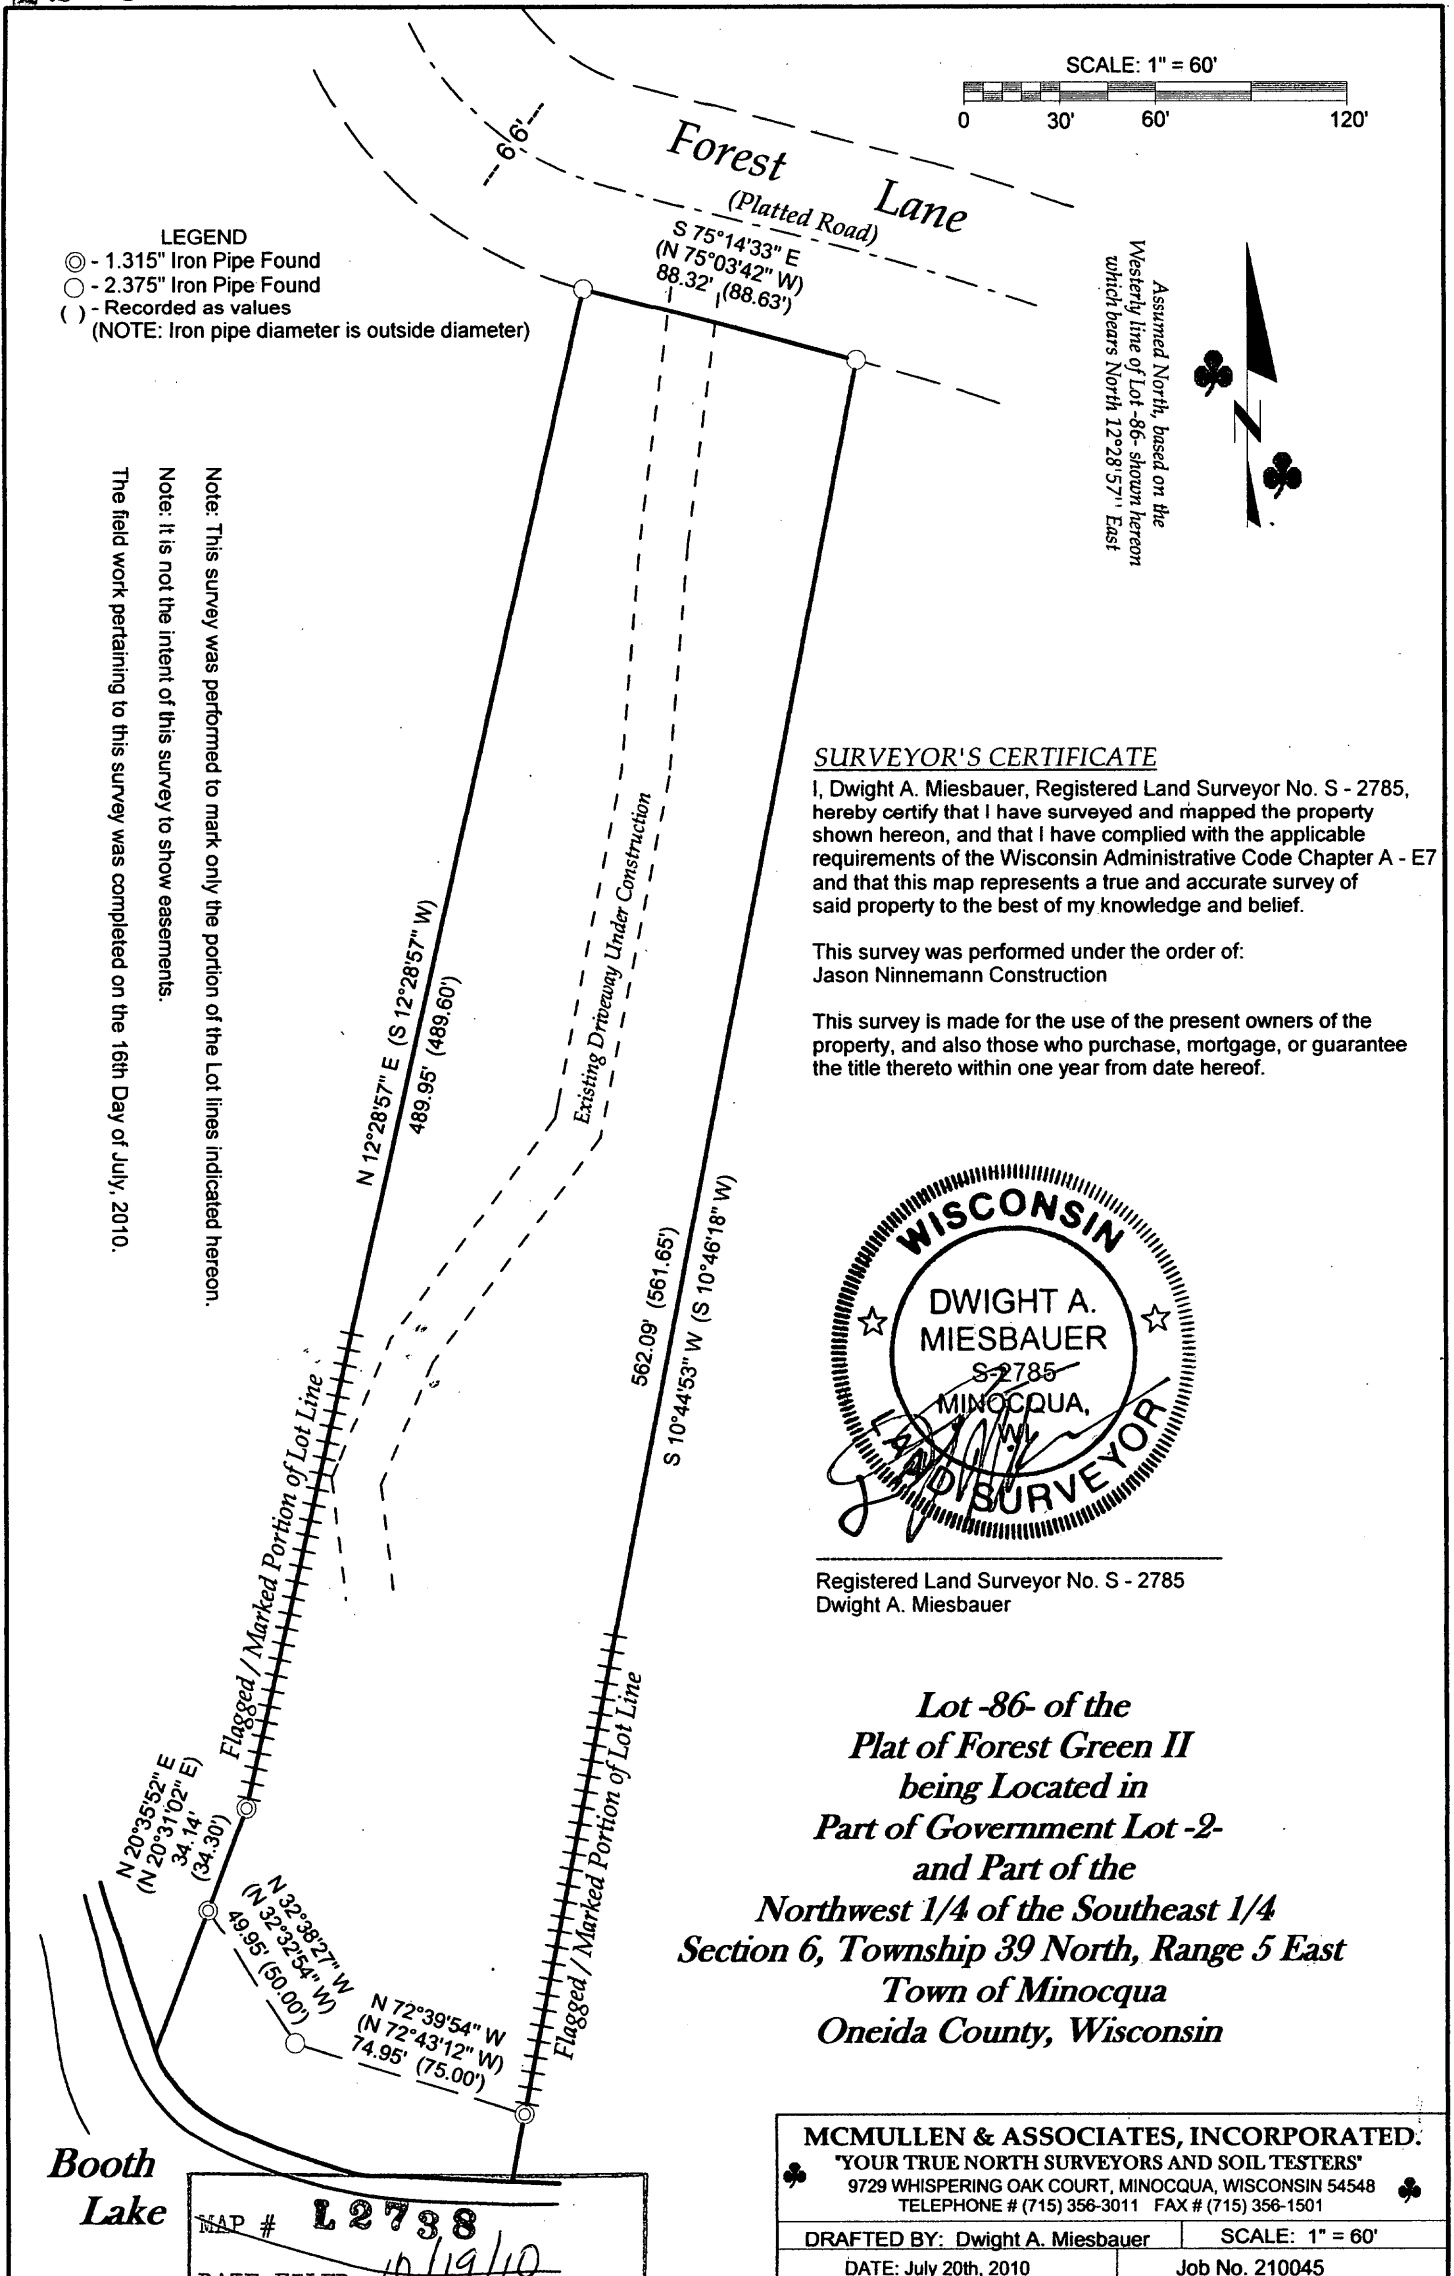 SCALE: 1" = 60'
0 30' 60' 120'
66'
Forest Lane
(Platted Road)
S 75°14'33" E
(N 75°03'42" W)
88.32' (88.63')
LEGEND
- 1.315" Iron Pipe Found
- 2.375" Iron Pipe Found
( ) - Recorded as values
(NOTE: Iron pipe diameter is outside diameter)
Assumed North, based on the
Westerly line of Lot -86- shown hereon
which bears North 12°28'57" East
N
Note: This survey was performed to mark only the portion of the Lot lines indicated hereon.
Note: It is not the intent of this survey to show easements.
The field work pertaining to this survey was completed on the 16th Day of July, 2010.
N 12°28'57" E (S 12°28'57" W)
489.95' (489.60')
Existing Driveway Under Construction
562.09' (561.65')
S 10°44'53" W (S 10°46'18" W)
SURVEYOR'S CERTIFICATE
I, Dwight A. Miesbauer, Registered Land Surveyor No. S - 2785,
hereby certify that I have surveyed and mapped the property
shown hereon, and that I have complied with the applicable
requirements of the Wisconsin Administrative Code Chapter A - E7
and that this map represents a true and accurate survey of
said property to the best of my knowledge and belief.
This survey was performed under the order of:
Jason Ninnemann Construction
This survey is made for the use of the present owners of the
property, and also those who purchase, mortgage, or guarantee
the title thereto within one year from date hereof.
WISCONSIN
DWIGHT A.
MIESBAUER
S-2785
MINOCQUA,
WI.
LAND SURVEYOR
Registered Land Surveyor No. S - 2785
Dwight A. Miesbauer
Flagged / Marked Portion of Lot Line
Flagged / Marked Portion of Lot Line
N 20°35'52" E
(N 20°31'02" E)
34.14'
(34.30')
N 32°38'27" W
(N 32°32'54" W)
49.95' (50.00')
N 72°39'54" W
(N 72°43'12" W)
74.95' (75.00')
Lot -86- of the
Plat of Forest Green II
being Located in
Part of Government Lot -2-
and Part of the
Northwest 1/4 of the Southeast 1/4
Section 6, Township 39 North, Range 5 East
Town of Minocqua
Oneida County, Wisconsin
Booth
Lake
MAP # L2738
10/19/10
MCMULLEN & ASSOCIATES, INCORPORATED.
"YOUR TRUE NORTH SURVEYORS AND SOIL TESTERS"
9729 WHISPERING OAK COURT, MINOCQUA, WISCONSIN 54548
TELEPHONE # (715) 356-3011 FAX # (715) 356-1501
DRAFTED BY: Dwight A. Miesbauer SCALE: 1" = 60'
DATE: July 20th, 2010 Job No. 210045